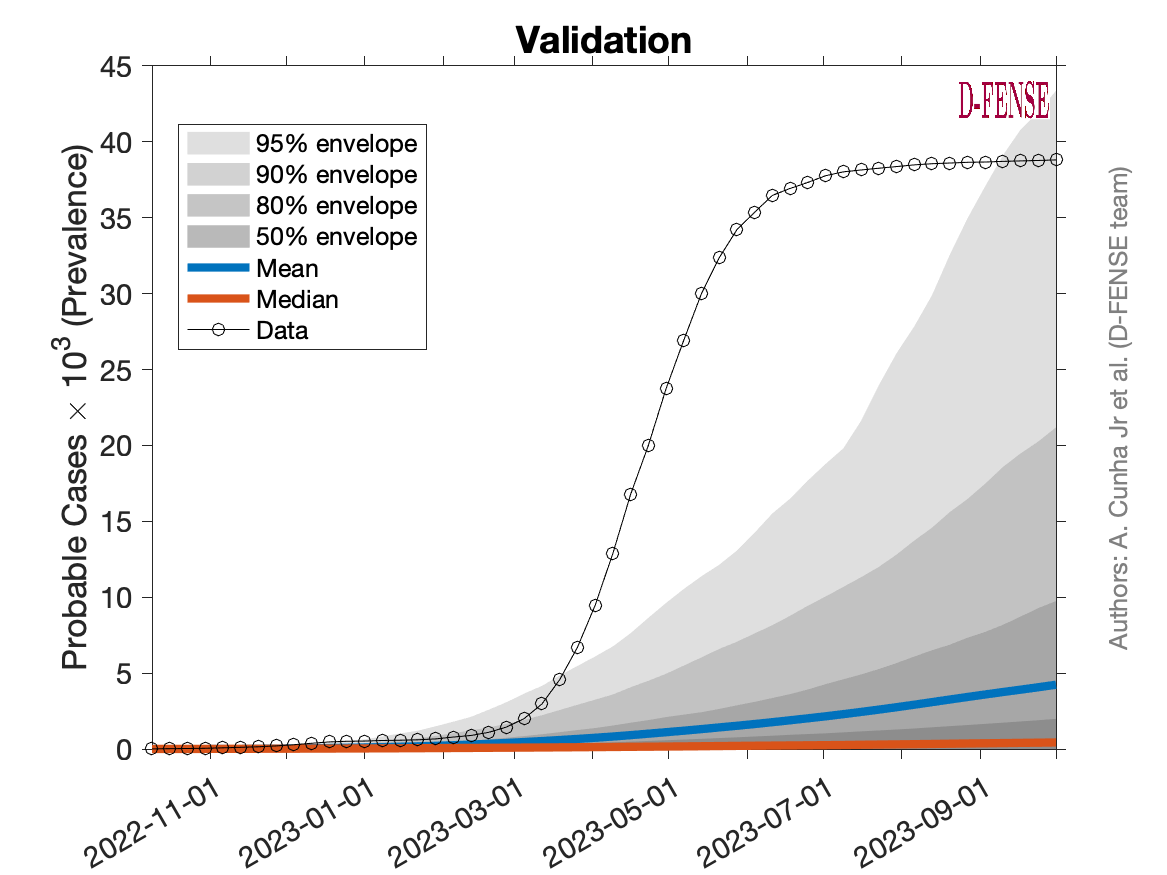 Validation
D-FENSE
95% envelope
90% envelope
80% envelope
50% envelope
Mean
Median
Data
Probable Cases × 10³ (Prevalence)
45
40
35
30
25
20
15
10
5
0
2022-11-01
2023-01-01
2023-03-01
2023-05-01
2023-07-01
2023-09-01
Authors: A. Cunha Jr et al. (D-FENSE team)